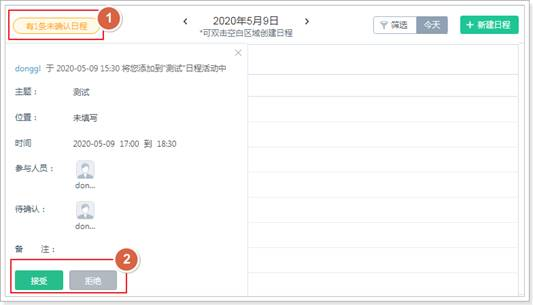 有1条未确认日程
1
2020年5月9日
*可双击空白区域创建日程
筛选
今天
+ 新建日程
donggl 于 2020-05-09 15:30 将您添加到"测试"日程活动中
主题： 测试
位置： 未填写
时间 2020-05-09 17:00 到 18:30
参与人员：
don...
待确认：
don...
备 注：
2
接受
拒绝